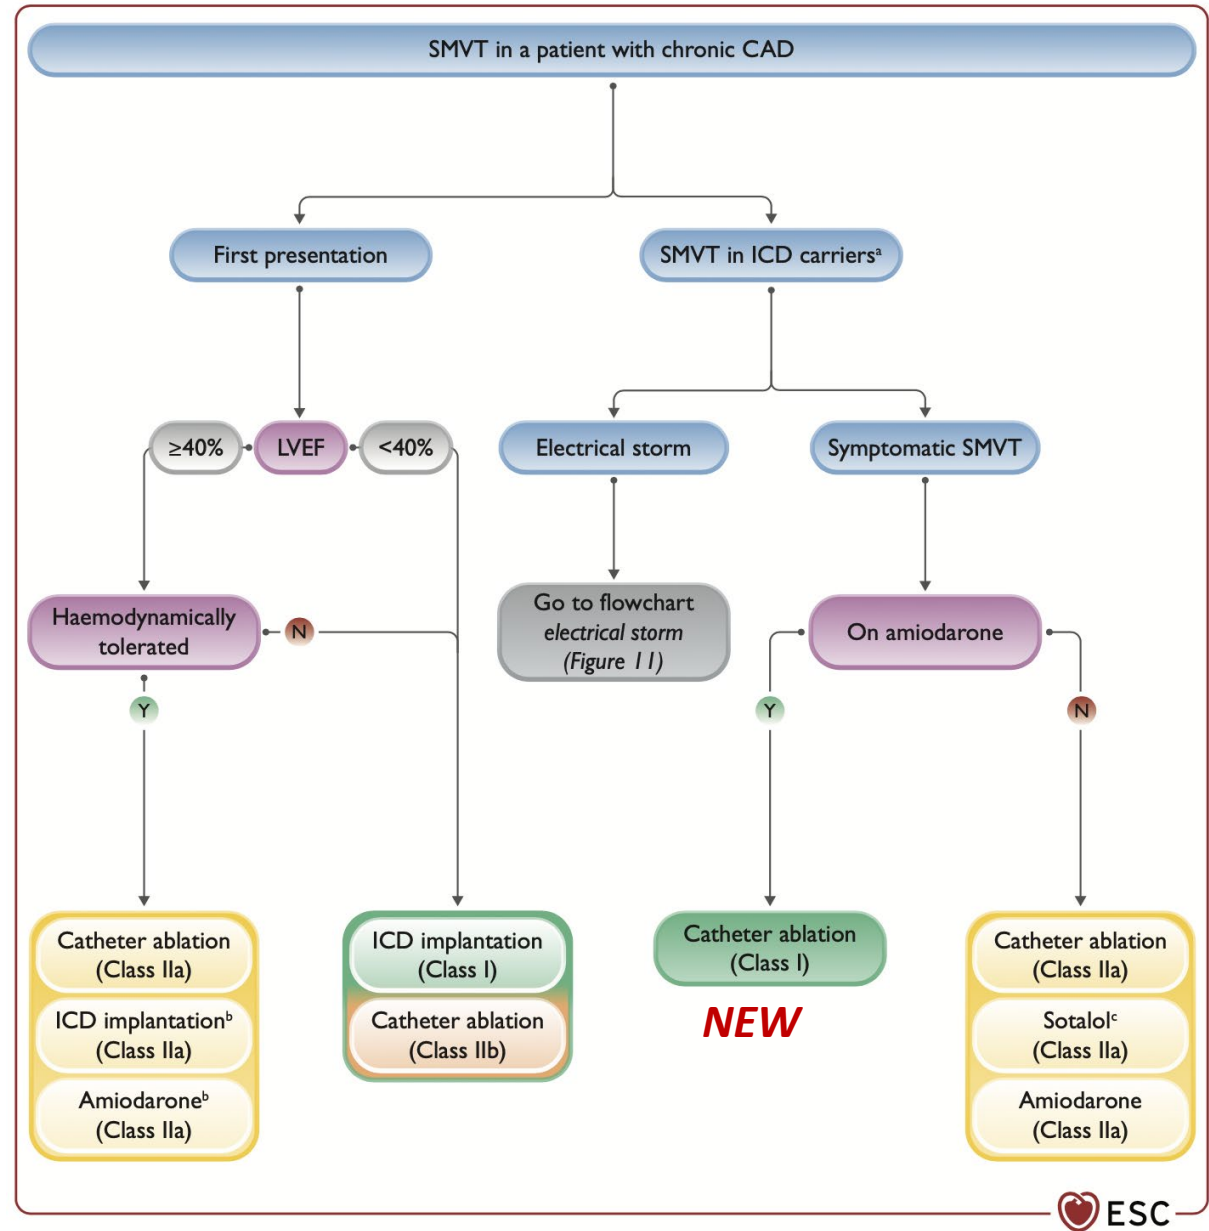 SMVT in a patient with chronic CAD
First presentation
SMVT in ICD carriersᵃ
≥40%
LVEF
<40%
Electrical storm
Symptomatic SMVT
Haemodynamically
tolerated
N
Go to flowchart
electrical storm
(Figure 11)
On amiodarone
Y
Y
N
Catheter ablation
(Class IIa)
ICD implantationᵇ
(Class IIa)
Amiodaroneᵇ
(Class IIa)
ICD implantation
(Class I)
Catheter ablation
(Class IIb)
Catheter ablation
(Class I)
NEW
Catheter ablation
(Class IIa)
Sotalolᶜ
(Class IIa)
Amiodarone
(Class IIa)
ESC